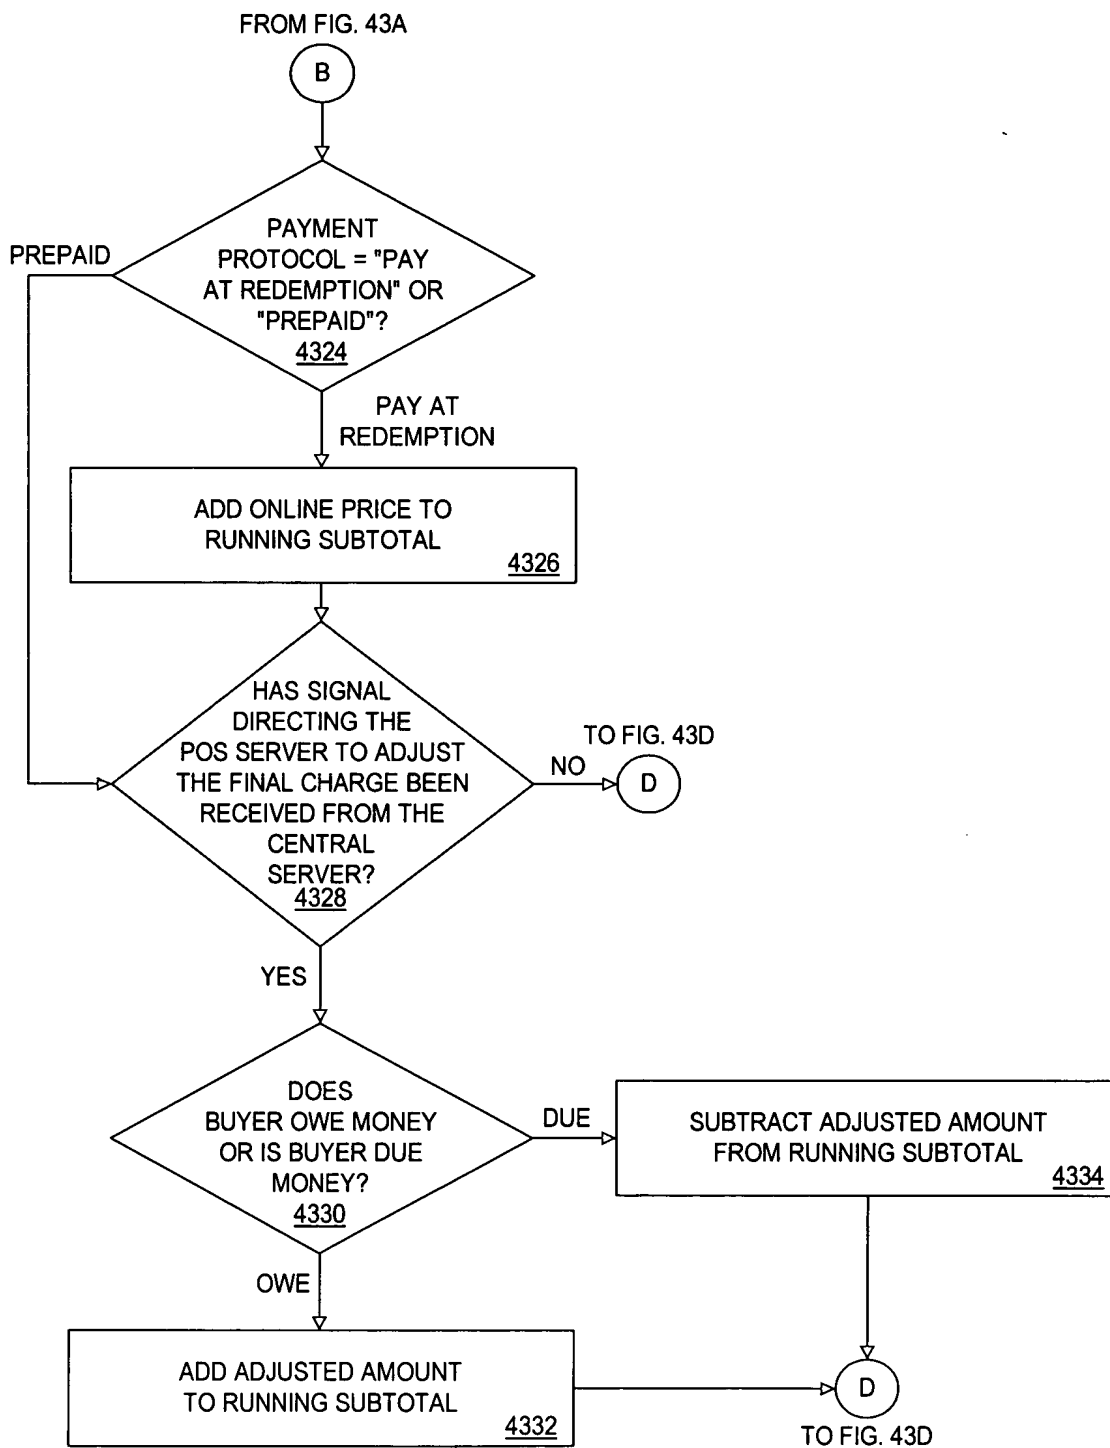 FROM FIG. 43A
B
PAYMENT
PROTOCOL = "PAY
AT REDEMPTION" OR
"PREPAID"?
4324
PREPAID
PAY AT
REDEMPTION
ADD ONLINE PRICE TO
RUNNING SUBTOTAL
4326
HAS SIGNAL
DIRECTING THE
POS SERVER TO ADJUST
THE FINAL CHARGE BEEN
RECEIVED FROM THE
CENTRAL
SERVER?
4328
NO
TO FIG. 43D
D
YES
DOES
BUYER OWE MONEY
OR IS BUYER DUE
MONEY?
4330
DUE
SUBTRACT ADJUSTED AMOUNT
FROM RUNNING SUBTOTAL
4334
OWE
ADD ADJUSTED AMOUNT
TO RUNNING SUBTOTAL
4332
D
TO FIG. 43D